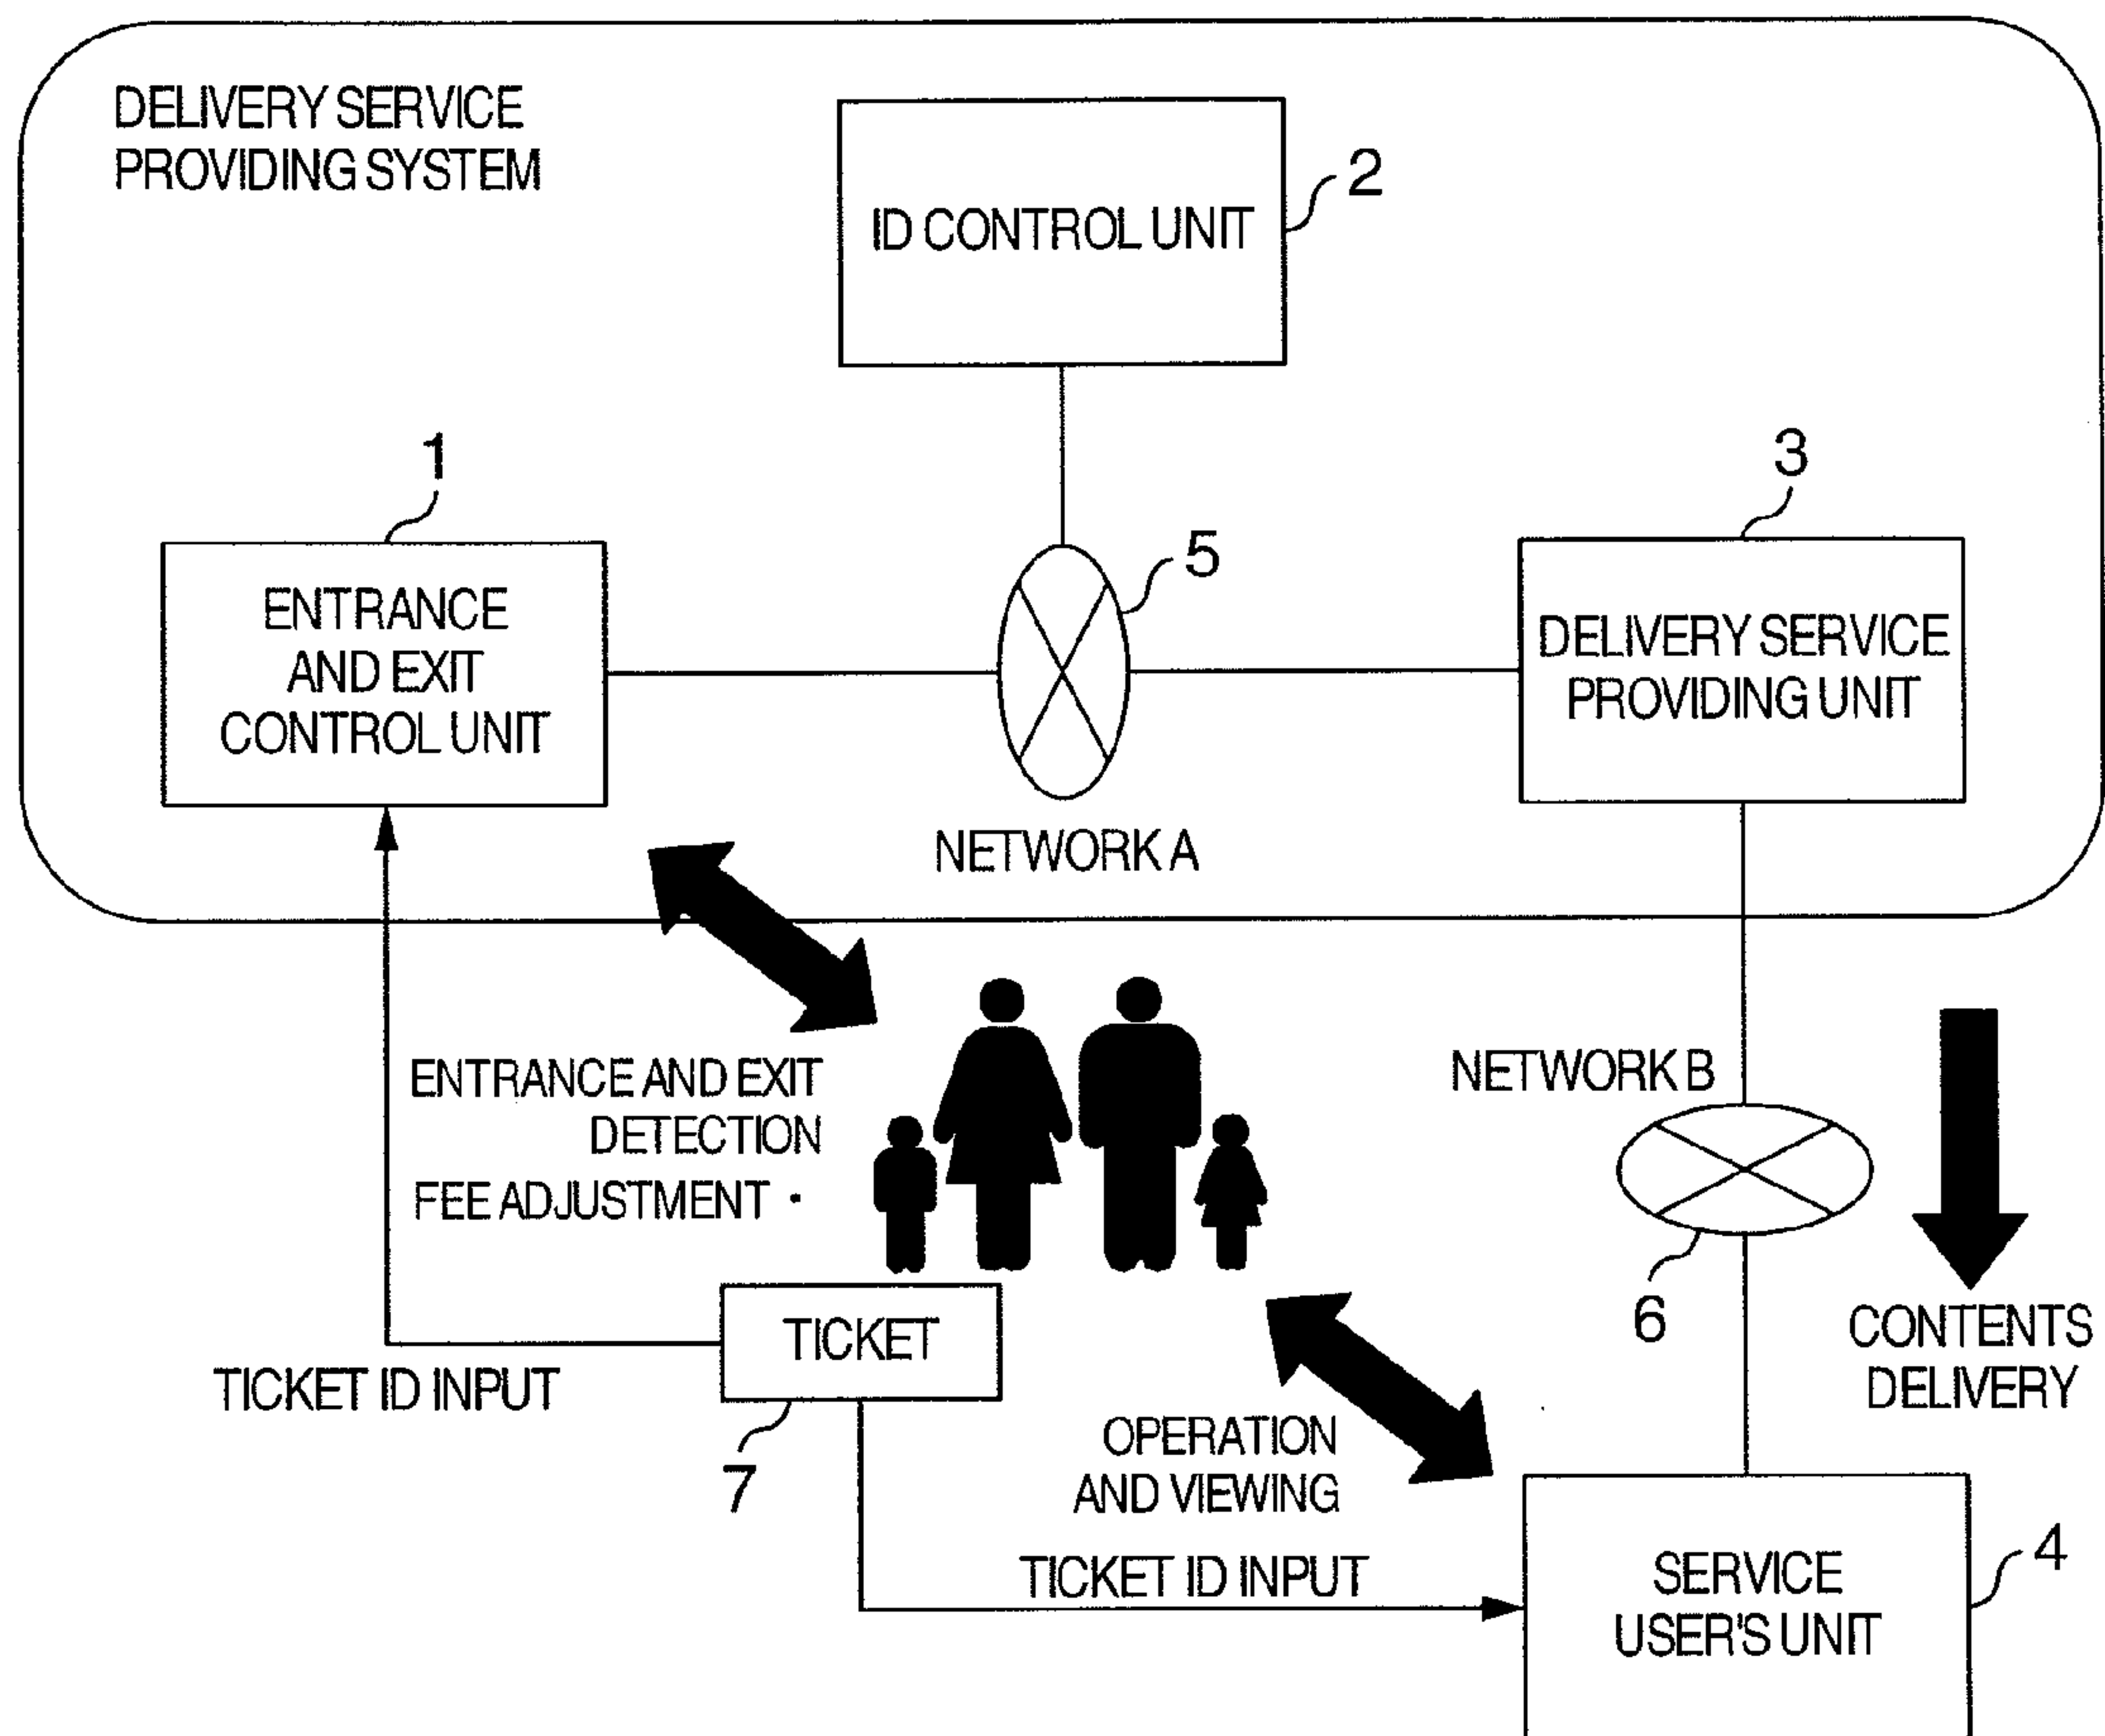 DELIVERY SERVICE
PROVIDING SYSTEM
ID CONTROL UNIT
2
1
ENTRANCE
AND EXIT
CONTROL UNIT
5
NETWORK A
3
DELIVERY SERVICE
PROVIDING UNIT
ENTRANCE AND EXIT
DETECTION
FEE ADJUSTMENT
NETWORK B
6
CONTENTS
DELIVERY
TICKET
7
TICKET ID INPUT
OPERATION
AND VIEWING
TICKET ID INPUT
SERVICE
USER'S UNIT
4